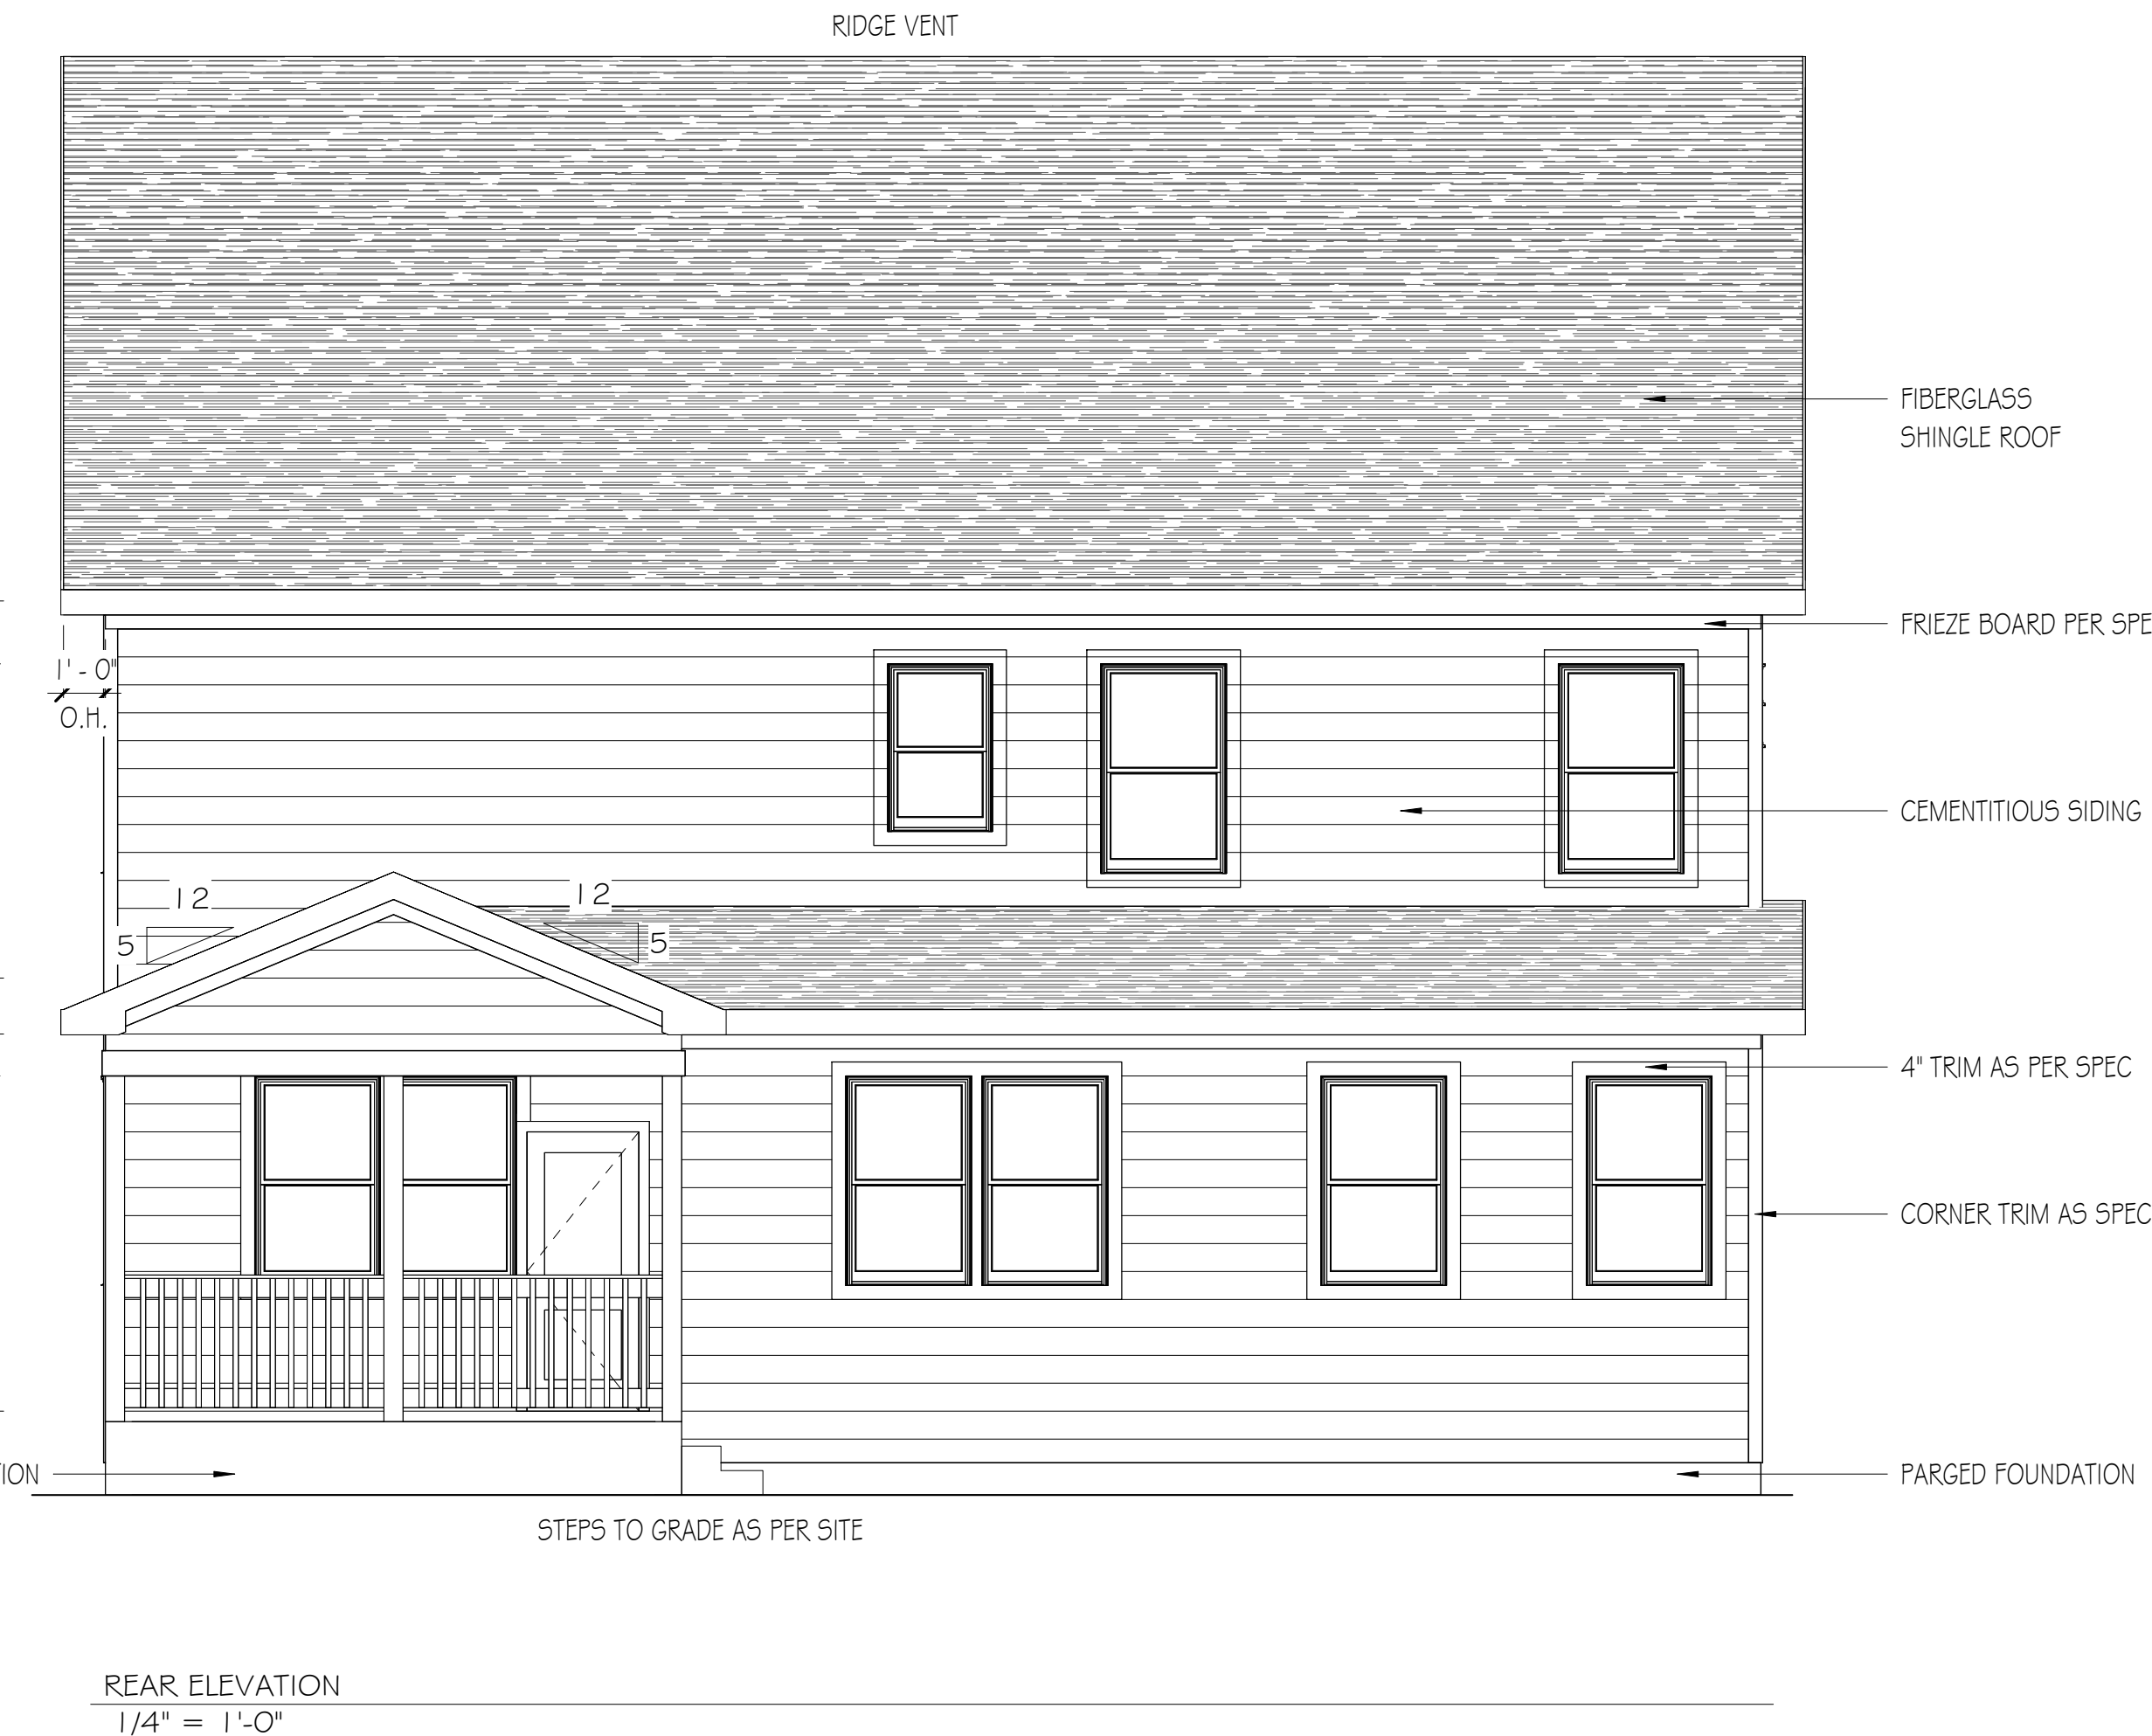 RIDGE VENT
FIBERGLASS
SHINGLE ROOF
FRIEZE BOARD PER SPE
1'-0"
O.H.
CEMENTITIOUS SIDING
12
12
5
5
4" TRIM AS PER SPEC
CORNER TRIM AS SPEC
TION
PARGED FOUNDATION
STEPS TO GRADE AS PER SITE
REAR ELEVATION
1/4" = 1'-0"